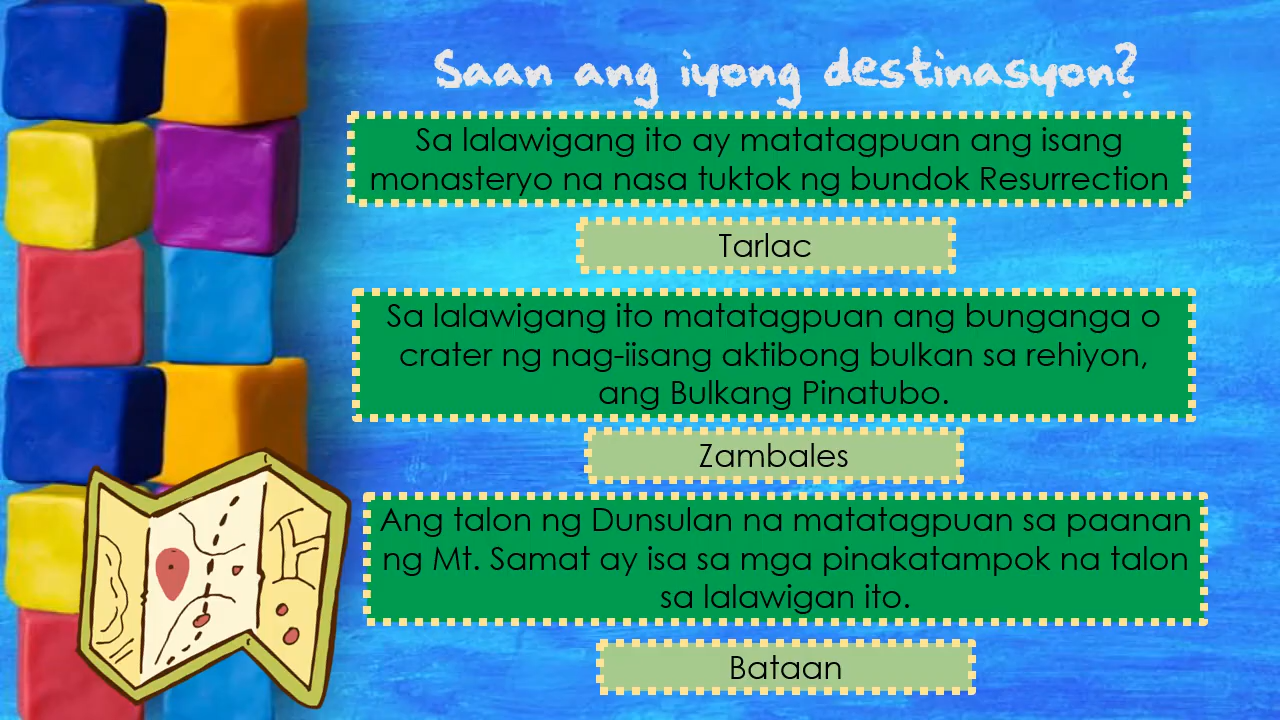 Saan ang iyong destinasyon?
Sa lalawigang ito ay matatagpuan ang isang
monasteryo na nasa tuktok ng bundok Resurrection
Tarlac
Sa lalawigang ito matatagpuan ang bunganga o
crater ng nag-iisang aktibong bulkan sa rehiyon,
ang Bulkang Pinatubo.
Zambales
Ang talon ng Dunsulan na matatagpuan sa paanan
ng Mt. Samat ay isa sa mga pinakatampok na talon
sa lalawigan ito.
Bataan